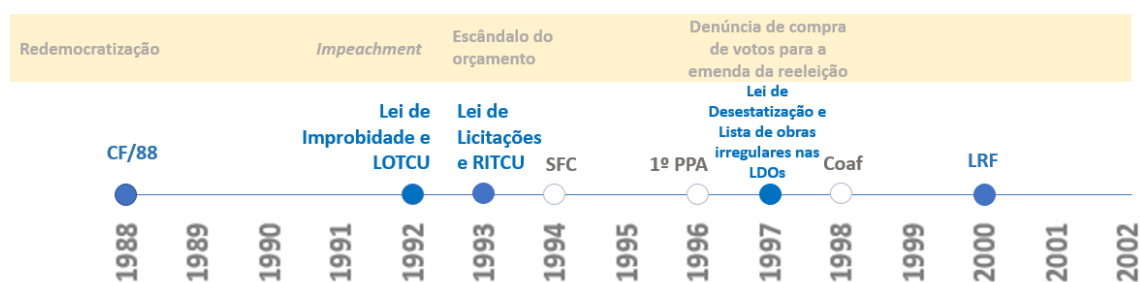 Redemocratização
Impeachment
Escândalo do
orçamento
Denúncia de compra
de votos para a
emenda da reeleição
CF/88
Lei de
Improbidade e
LOTCU
Lei de
Licitações
e RITCU
SFC
1º PPA
Lei de
Desestatização e
Lista de obras
irregulares nas
LDOs
Coaf
LRF
1988
1989
1990
1991
1992
1993
1994
1995
1996
1997
1998
1999
2000
2001
2002